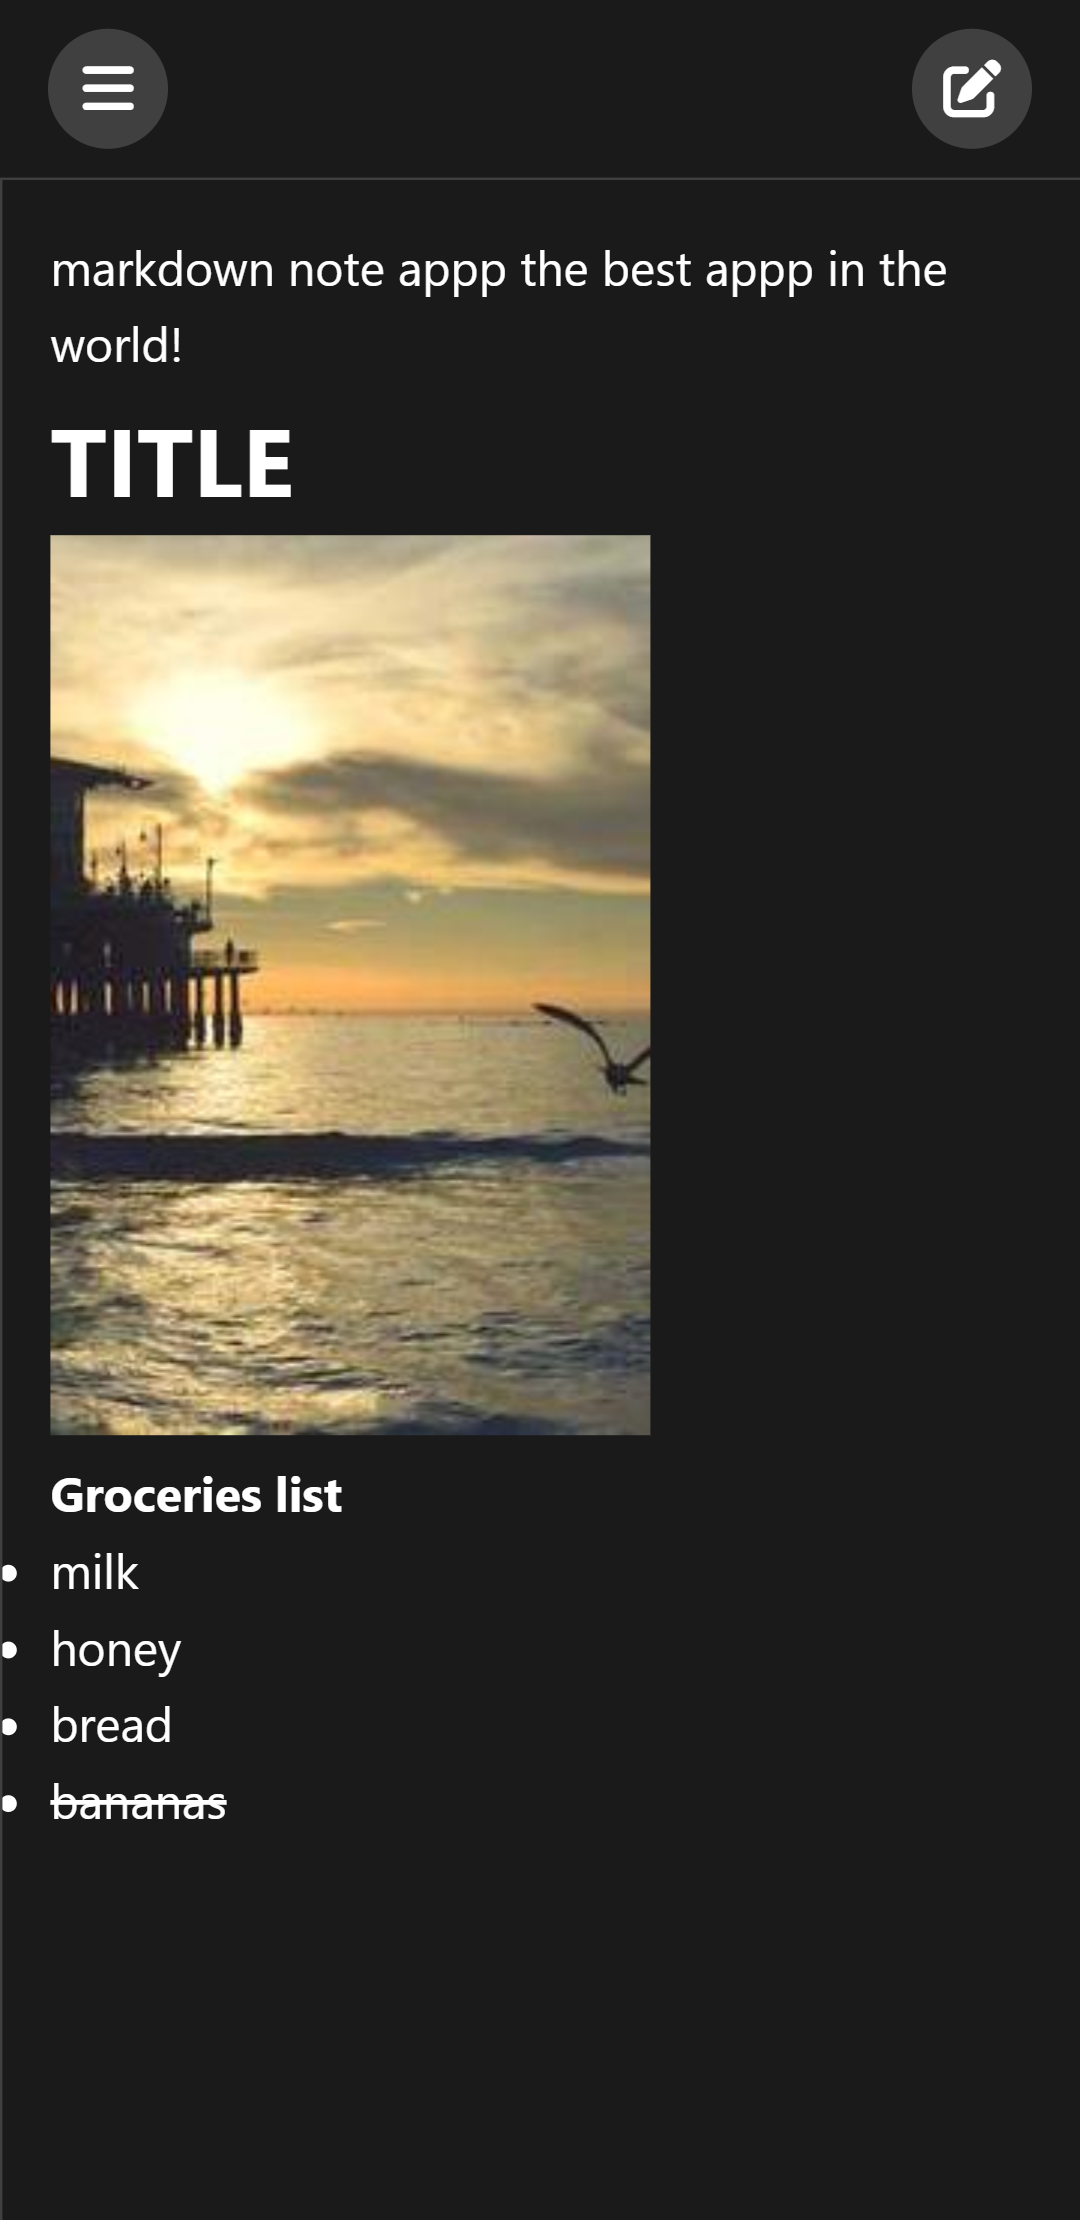 markdown note appp the best appp in the
world!
TITLE
Groceries list
milk
honey
bread
bananas